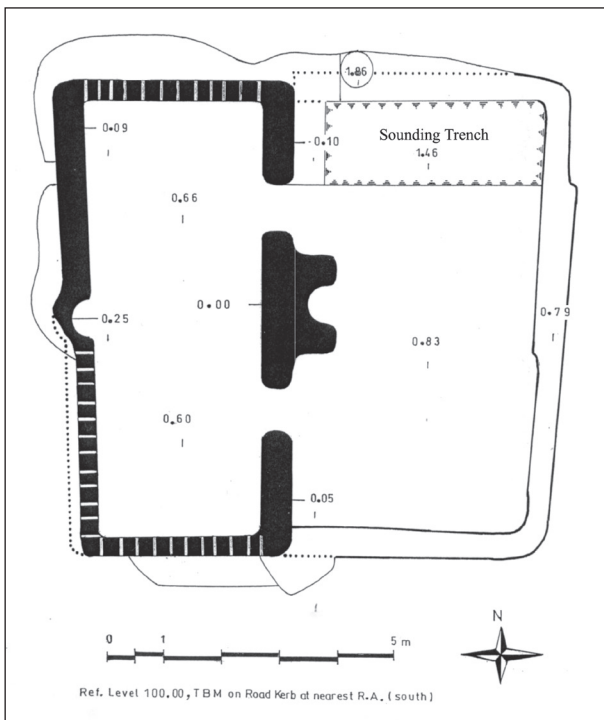 1.86
0.09
0.10
Sounding Trench
1.46
0.66
0.00
0.25
0.79
0.83
0.60
0.05
N
0 1 5 m
Ref. Level 100.00, TBM on Road Kerb at nearest R.A. (south)